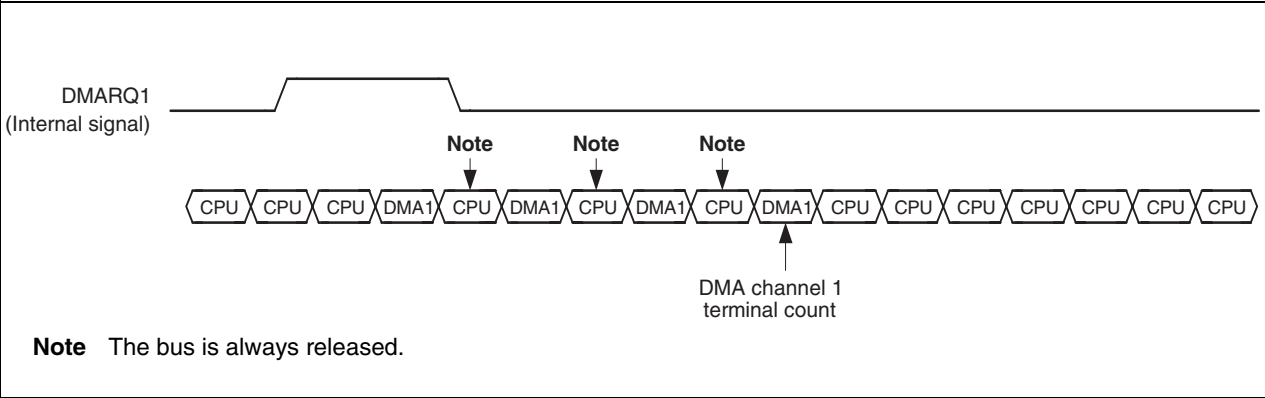 DMARQ1
(Internal signal)
Note Note Note
CPU CPU CPU DMA1 CPU DMA1 CPU DMA1 CPU DMA1 CPU CPU CPU CPU CPU CPU CPU
DMA channel 1
terminal count
Note The bus is always released.